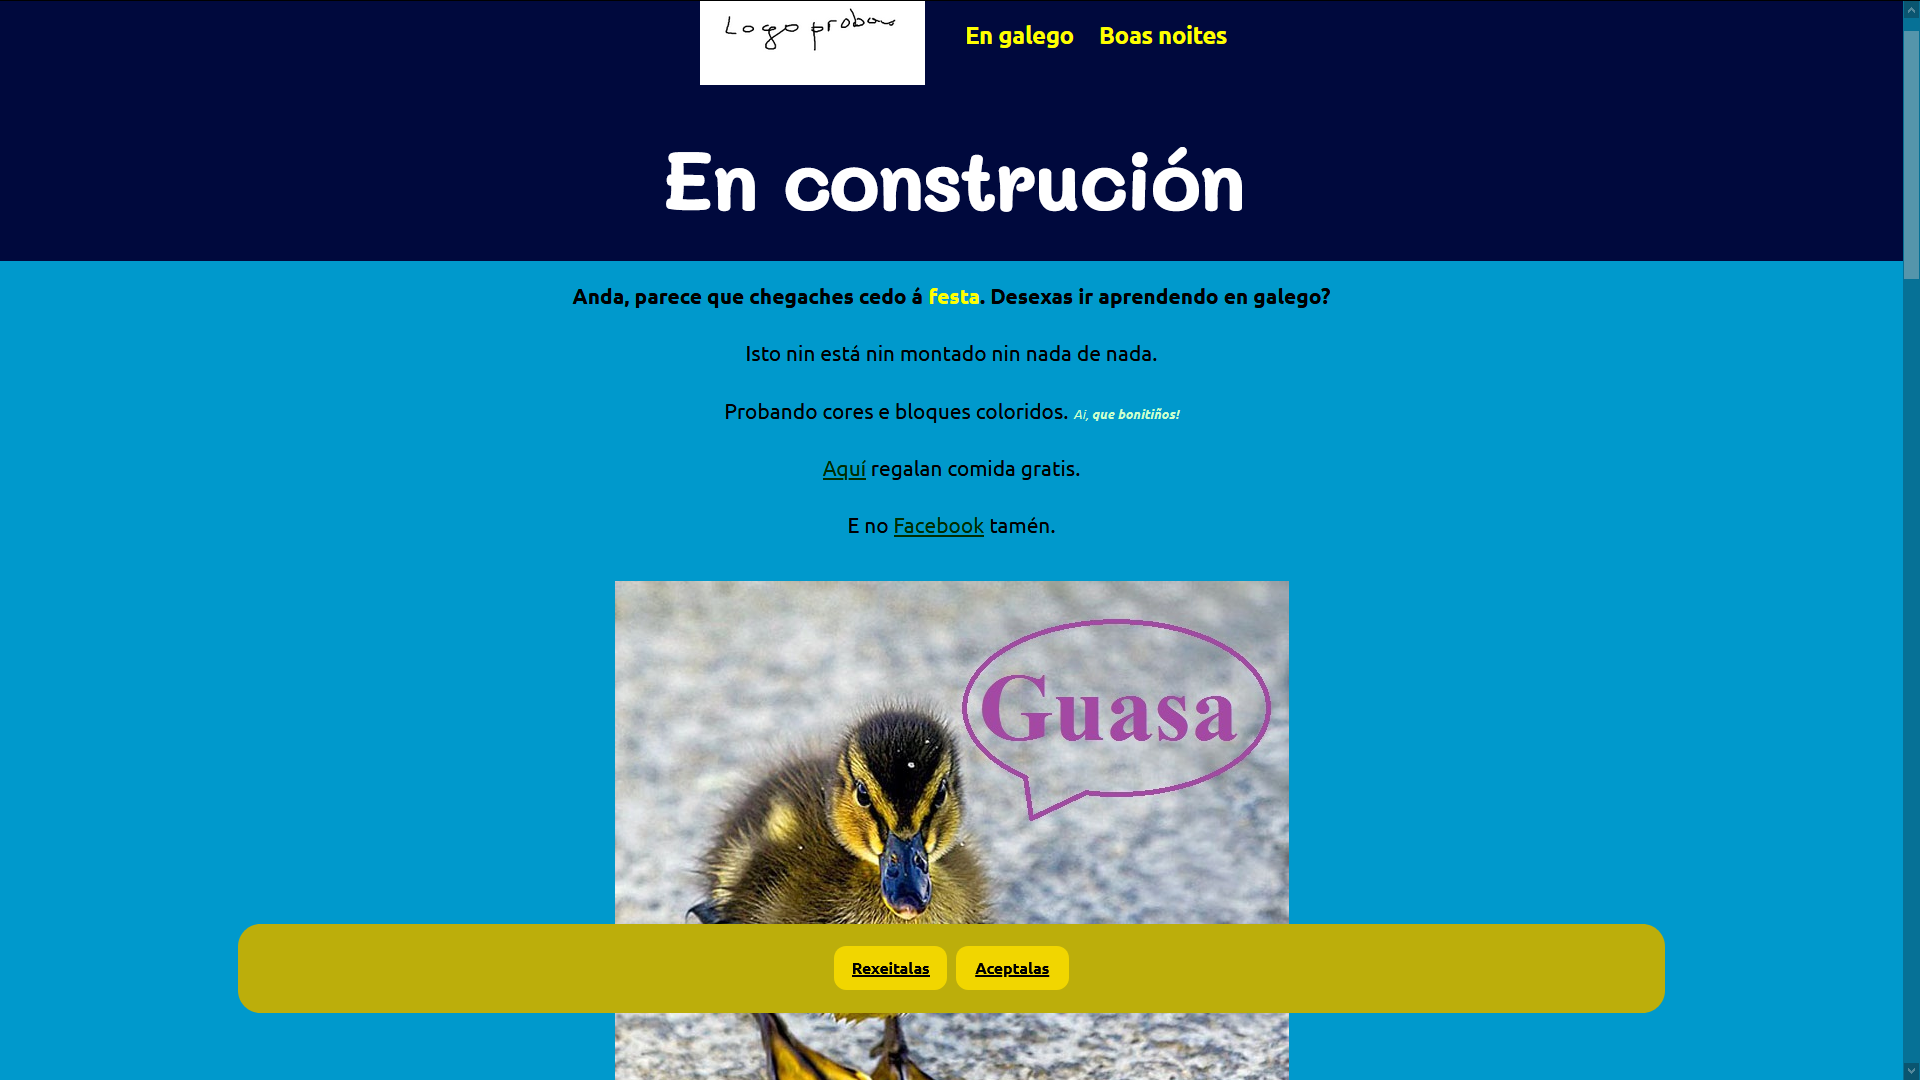 Logo probas
En galego Boas noites
En construción
Anda, parece que chegaches cedo á festa. Desexas ir aprendendo en galego?
Isto nin está nin montado nin nada de nada.
Probando cores e bloques coloridos. Ai, que bonitiños!
Aquí regalan comida gratis.
E no Facebook tamén.
Guasa
Rexeitalas Aceptalas